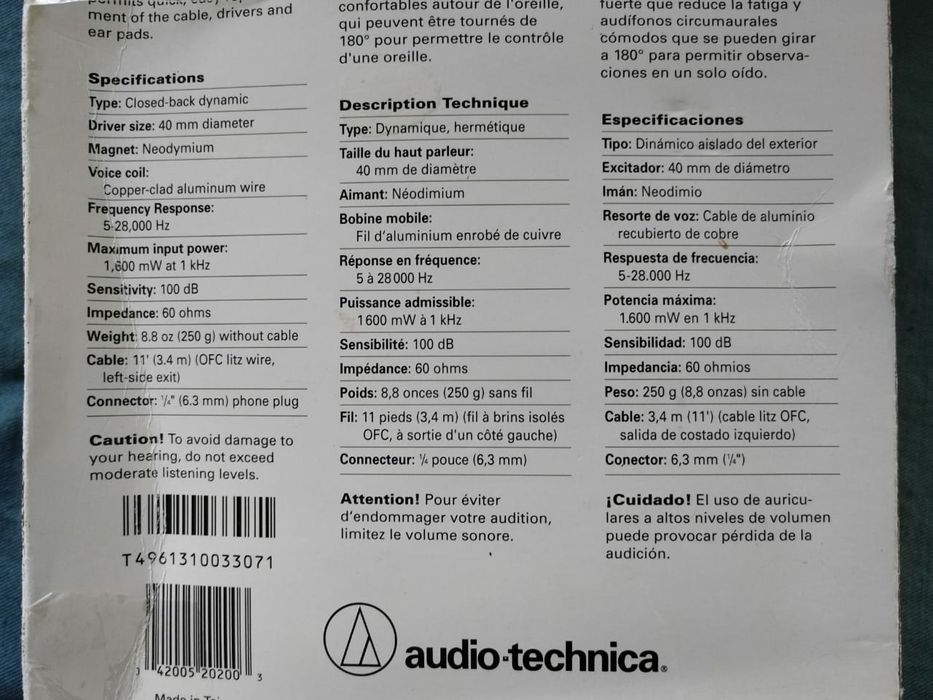 ment of the cable, drivers and
ear pads.
Specifications
Type: Closed-back dynamic
Driver size: 40 mm diameter
Magnet: Neodymium
Voice coil:
Copper-clad aluminum wire
Frequency Response:
5-28,000 Hz
Maximum input power:
1,600 mW at 1 kHz
Sensitivity: 100 dB
Impedance: 60 ohms
Weight: 8.8 oz (250 g) without cable
Cable: 11' (3.4 m) (OFC litz wire,
left-side exit)
Connector: ¼" (6.3 mm) phone plug
Caution! To avoid damage to
your hearing, do not exceed
moderate listening levels.
T4961310033071
42005 20200 3
confortables autour de l'oreille,
qui peuvent être tournés de
180° pour permettre le contrôle
d'une oreille.
Description Technique
Type: Dynamique, hermétique
Taille du haut parleur:
40 mm de diamètre
Aimant: Néodimium
Bobine mobile:
Fil d'aluminium enrobé de cuivre
Réponse en fréquence:
5 à 28 000 Hz
Puissance admissible:
1 600 mW à 1 kHz
Sensibilité: 100 dB
Impédance: 60 ohms
Poids: 8,8 onces (250 g) sans fil
Fil: 11 pieds (3,4 m) (fil à brins isolés
OFC, à sortie d'un côté gauche)
Connecteur: ¼ pouce (6,3 mm)
Attention! Pour éviter
d'endommager votre audition,
limitez le volume sonore.
fuerte que reduce la fatiga y
audífonos circumaurales
cómodos que se pueden girar
a 180° para permitir observa-
ciones en un solo oído.
Especificaciones
Tipo: Dinámico aislado del exterior
Excitador: 40 mm de diámetro
Imán: Neodimio
Resorte de voz: Cable de aluminio
recubierto de cobre
Respuesta de frecuencia:
5-28.000 Hz
Potencia máxima:
1.600 mW en 1 kHz
Sensibilidad: 100 dB
Impedancia: 60 ohmios
Peso: 250 g (8,8 onzas) sin cable
Cable: 3,4 m (11') (cable litz OFC,
salida de costado izquierdo)
Conector: 6,3 mm (¼")
¡Cuidado! El uso de auricu-
lares a altos niveles de volumen
puede provocar pérdida de la
audición.
audio-technica®